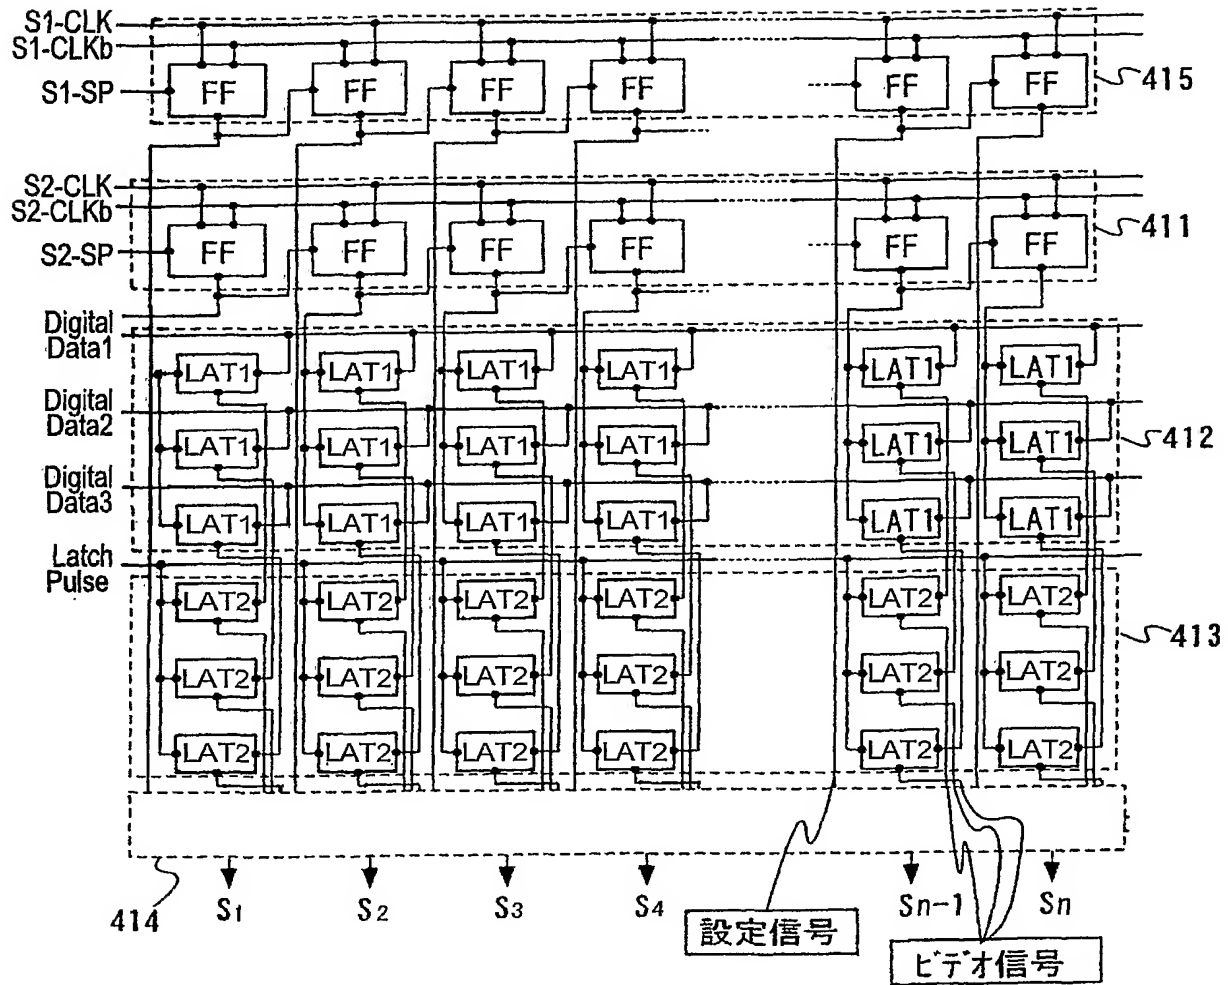 S1-CLK
S1-CLKb
S1-SP
FF FF FF FF FF FF
415
S2-CLK
S2-CLKb
S2-SP
FF FF FF FF FF FF
411
Digital
Data1
LAT1 LAT1 LAT1 LAT1 LAT1 LAT1
Digital
Data2
LAT1 LAT1 LAT1 LAT1 LAT1 LAT1
412
Digital
Data3
LAT1 LAT1 LAT1 LAT1 LAT1 LAT1
Latch
Pulse
LAT2 LAT2 LAT2 LAT2 LAT2 LAT2
413
LAT2 LAT2 LAT2 LAT2 LAT2 LAT2
LAT2 LAT2 LAT2 LAT2 LAT2 LAT2
414
S1 S2 S3 S4 Sn-1 Sn
設定信号
ビデオ信号